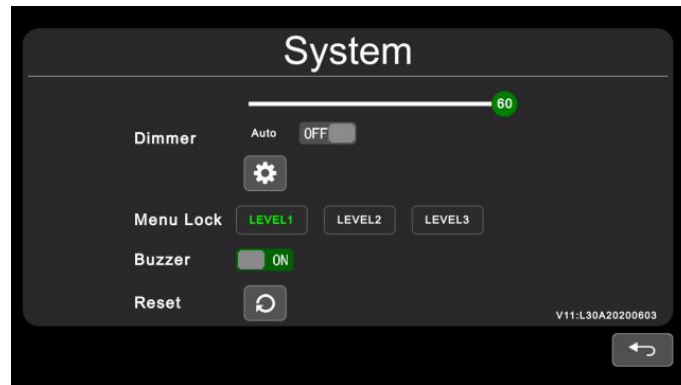 System
60
Dimmer Auto OFF
Menu Lock LEVEL1 LEVEL2 LEVEL3
Buzzer ON
Reset
V11:L30A20200603